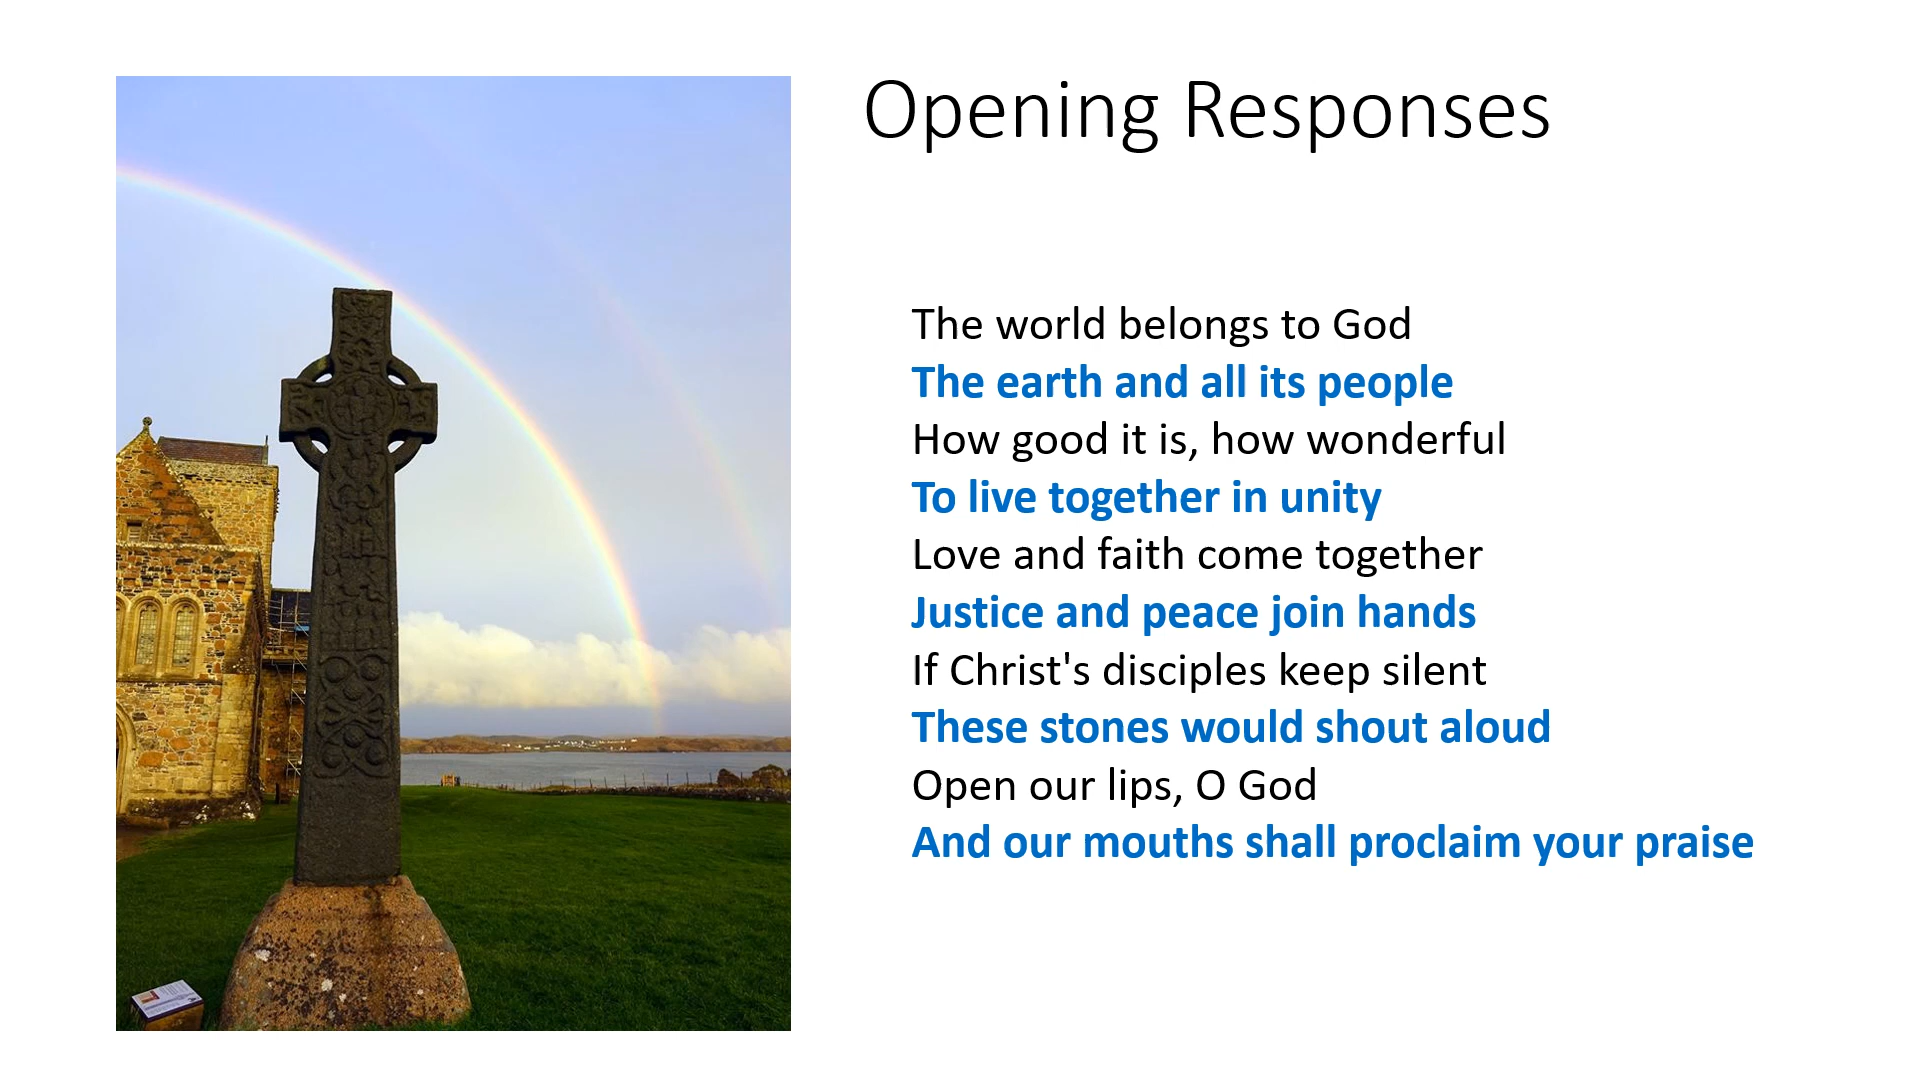 Opening Responses
The world belongs to God
The earth and all its people
How good it is, how wonderful
To live together in unity
Love and faith come together
Justice and peace join hands
If Christ's disciples keep silent
These stones would shout aloud
Open our lips, O God
And our mouths shall proclaim your praise